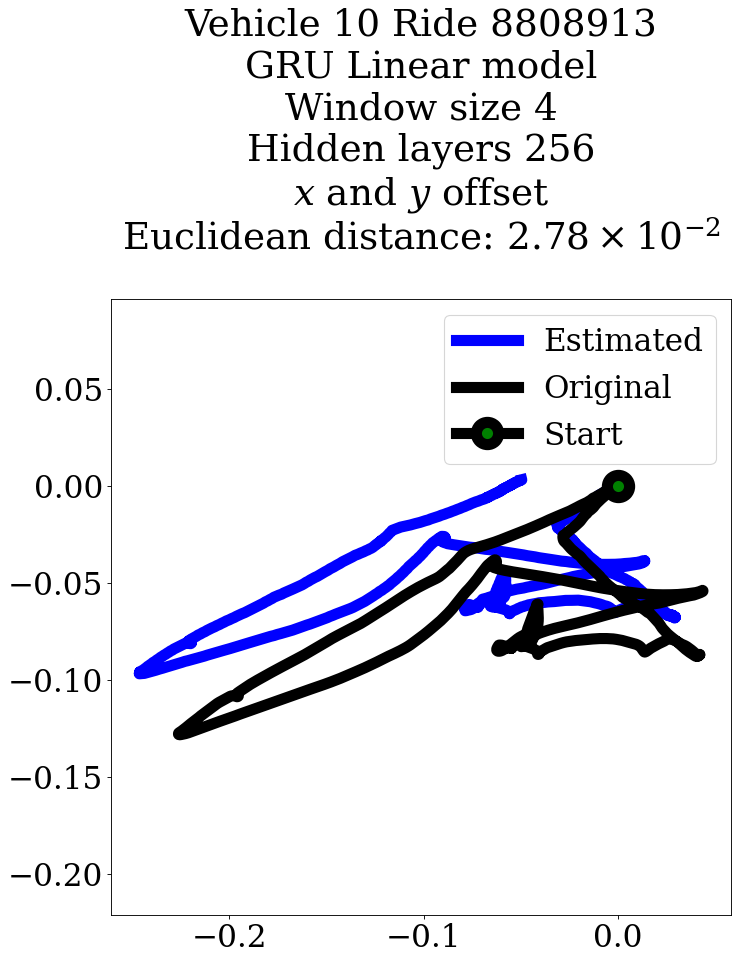 Vehicle 10 Ride 8808913
GRU Linear model
Window size 4
Hidden layers 256
x and y offset
Euclidean distance: 2.78 × 10⁻²
Estimated
Original
Start
0.05
0.00
−0.05
−0.10
−0.15
−0.20
−0.2 −0.1 0.0